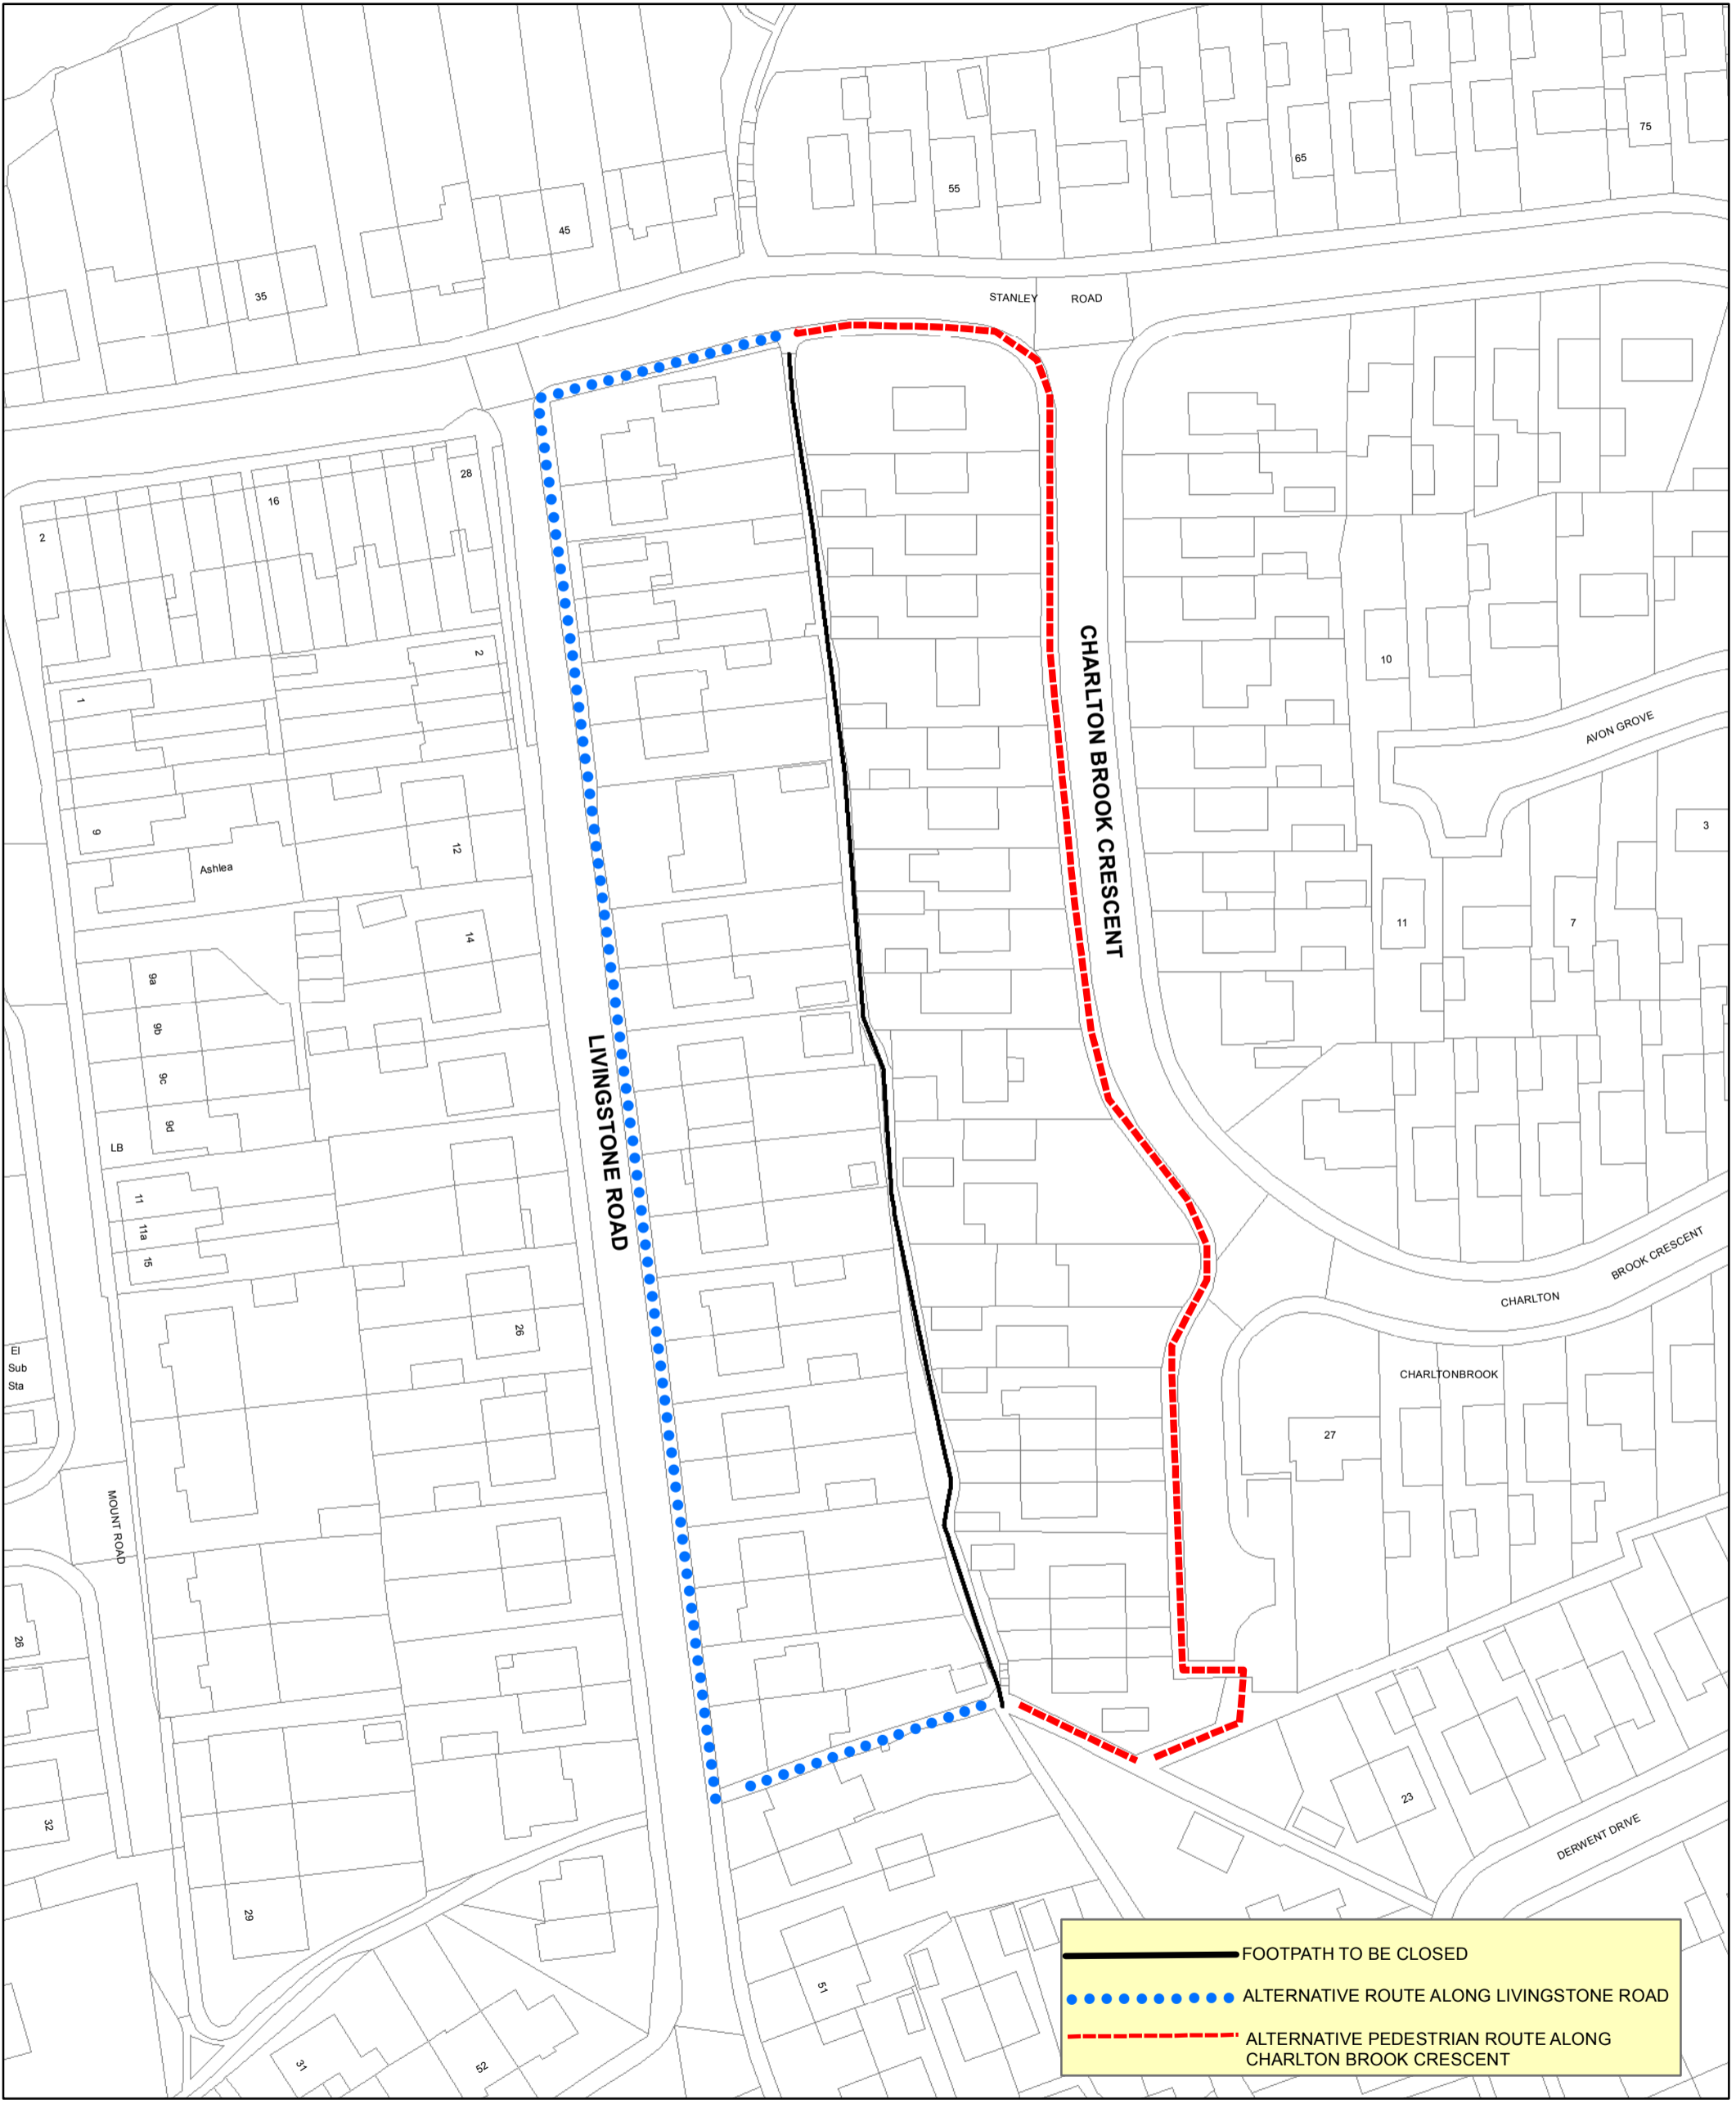 75
65
55
45
35
STANLEY ROAD
28
16
2
2
10
1
AVON GROVE
CHARLTON BROOK CRESCENT
9
12
3
Ashlea
11
7
14
9a
9b
9c
9d
LB
LIVINGSTONE ROAD
11
11a
15
BROOK CRESCENT
CHARLTON
26
El
Sub
Sta
CHARLTONBROOK
27
MOUNT ROAD
26
32
23
DERWENT DRIVE
29
51
31
52
FOOTPATH TO BE CLOSED
ALTERNATIVE ROUTE ALONG LIVINGSTONE ROAD
ALTERNATIVE PEDESTRIAN ROUTE ALONG
CHARLTON BROOK CRESCENT